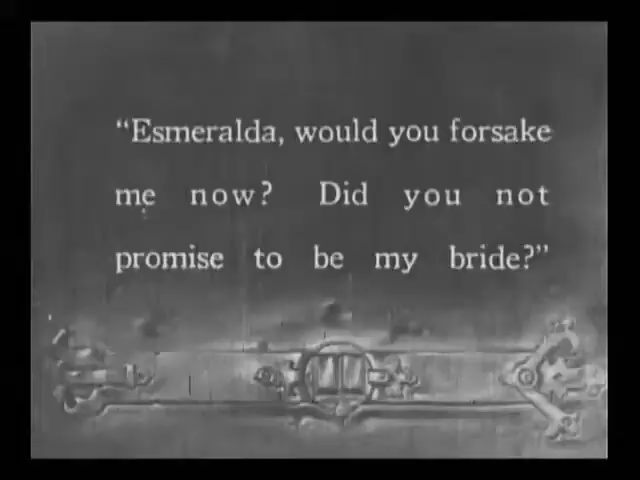 “Esmeralda, would you forsake
me now? Did you not
promise to be my bride?”